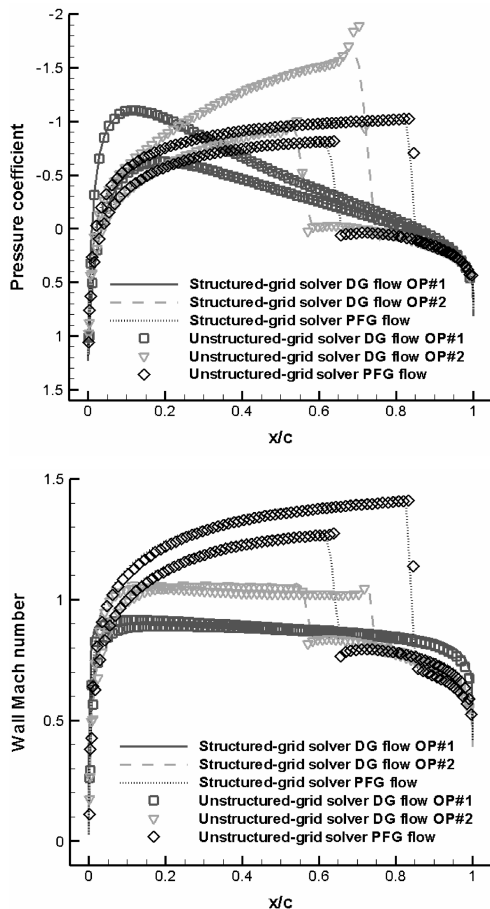 -2
-1.5
-1
-0.5
0
0.5
1
1.5
Pressure coefficient
Structured-grid solver DG flow OP#1
Structured-grid solver DG flow OP#2
Structured-grid solver PFG flow
Unstructured-grid solver DG flow OP#1
Unstructured-grid solver DG flow OP#2
Unstructured-grid solver PFG flow
0 0.2 0.4 0.6 0.8 1
x/c
1.5
1
0.5
0
Wall Mach number
Structured-grid solver DG flow OP#1
Structured-grid solver DG flow OP#2
Structured-grid solver PFG flow
Unstructured-grid solver DG flow OP#1
Unstructured-grid solver DG flow OP#2
Unstructured-grid solver PFG flow
0 0.2 0.4 0.6 0.8 1
x/c